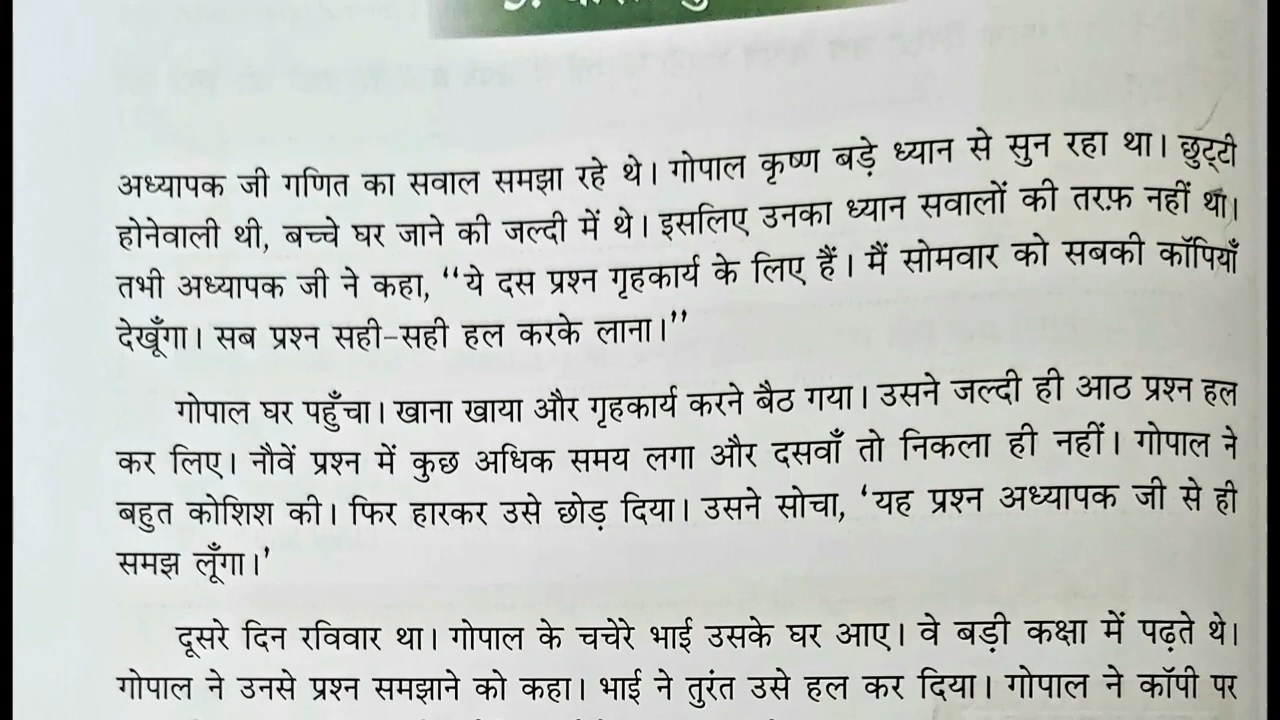 अध्यापक जी गणित का सवाल समझा रहे थे। गोपाल कृष्ण बड़े ध्यान से सुन रहा था। छुट्टी
होनेवाली थी, बच्चे घर जाने की जल्दी में थे। इसलिए उनका ध्यान सवालों की तरफ़ नहीं था।
तभी अध्यापक जी ने कहा, “ये दस प्रश्न गृहकार्य के लिए हैं। मैं सोमवार को सबकी कॉपियाँ
देखूँगा। सब प्रश्न सही-सही हल करके लाना।”
गोपाल घर पहुँचा। खाना खाया और गृहकार्य करने बैठ गया। उसने जल्दी ही आठ प्रश्न हल
कर लिए। नौवें प्रश्न में कुछ अधिक समय लगा और दसवाँ तो निकला ही नहीं। गोपाल ने
बहुत कोशिश की। फिर हारकर उसे छोड़ दिया। उसने सोचा, ‘यह प्रश्न अध्यापक जी से ही
समझ लूँगा।’
दूसरे दिन रविवार था। गोपाल के चचेरे भाई उसके घर आए। वे बड़ी कक्षा में पढ़ते थे।
गोपाल ने उनसे प्रश्न समझाने को कहा। भाई ने तुरंत उसे हल कर दिया। गोपाल ने कॉपी पर